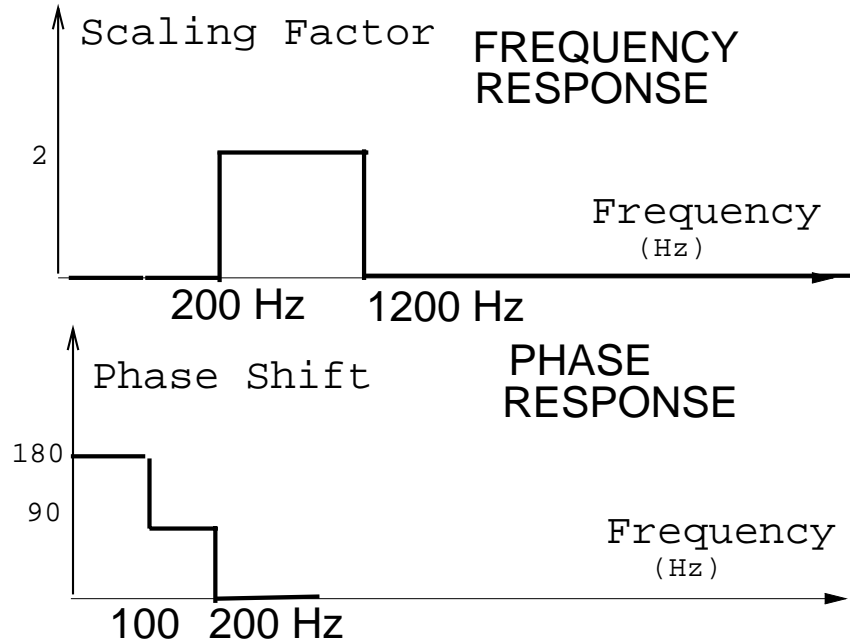 Scaling Factor
FREQUENCY
RESPONSE
2
Frequency
(Hz)
200 Hz
1200 Hz
Phase Shift
PHASE
RESPONSE
180
90
Frequency
(Hz)
100
200 Hz